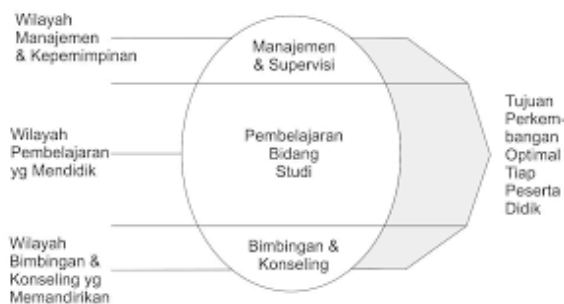 Wilayah
Manajemen
& Kepemimpinan
Manajemen
& Supervisi
Wilayah
Pembelajaran
yg Mendidik
Pembelajaran
Bidang
Studi
Tujuan
Perkem-
bangan
Optimal
Tiap
Peserta
Didik
Wilayah
Bimbingan &
Konseling yg
Memandirikan
Bimbingan &
Konseling